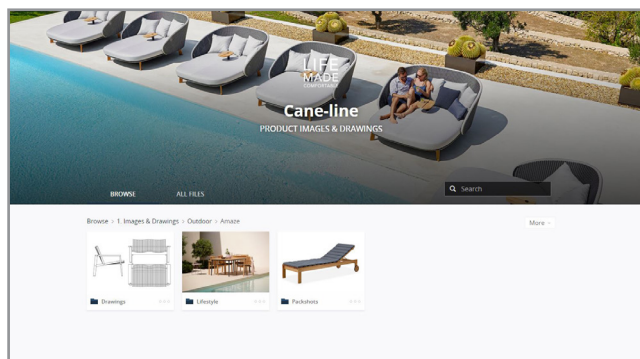 LIFE
MADE
COMFORTABLE
Cane-line
PRODUCT IMAGES & DRAWINGS
BROWSE ALL FILES Search
Browse > 1. Images & Drawings > Outdoor > Amaze More
Drawings Lifestyle Packshots